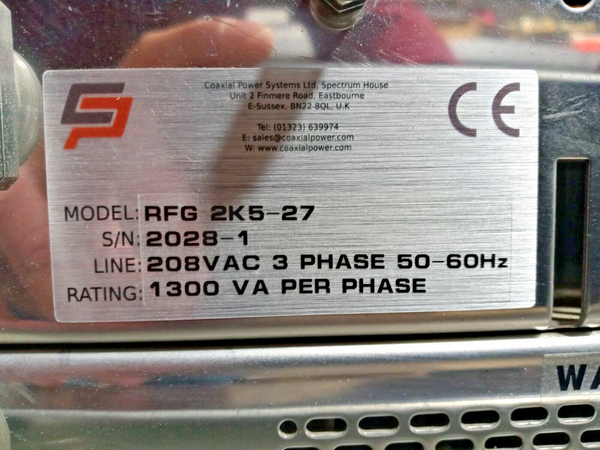 Coaxial Power Systems Ltd, Spectrum House
Unit 2 Finmere Road, Eastbourne
E-Sussex, BN22 8QL, U.K
Tel: (01323) 639974
E: sales@coaxialpower.com
W: www.coaxialpower.com
CP
CE
MODEL: RFG 2K5-27
S/N: 2028-1
LINE: 208VAC 3 PHASE 50-60Hz
RATING: 1300 VA PER PHASE
WA